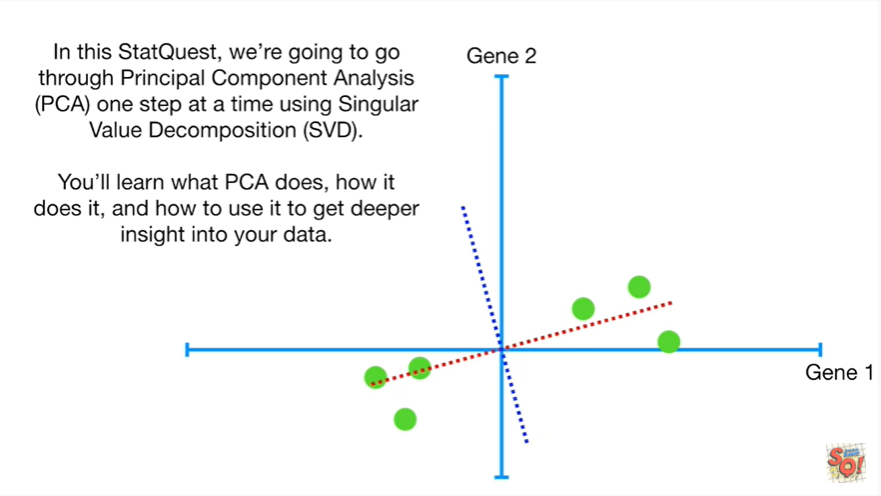 In this StatQuest, we're going to go
through Principal Component Analysis
(PCA) one step at a time using Singular
Value Decomposition (SVD).
You'll learn what PCA does, how it
does it, and how to use it to get deeper
insight into your data.
Gene 2
Gene 1
SQ!